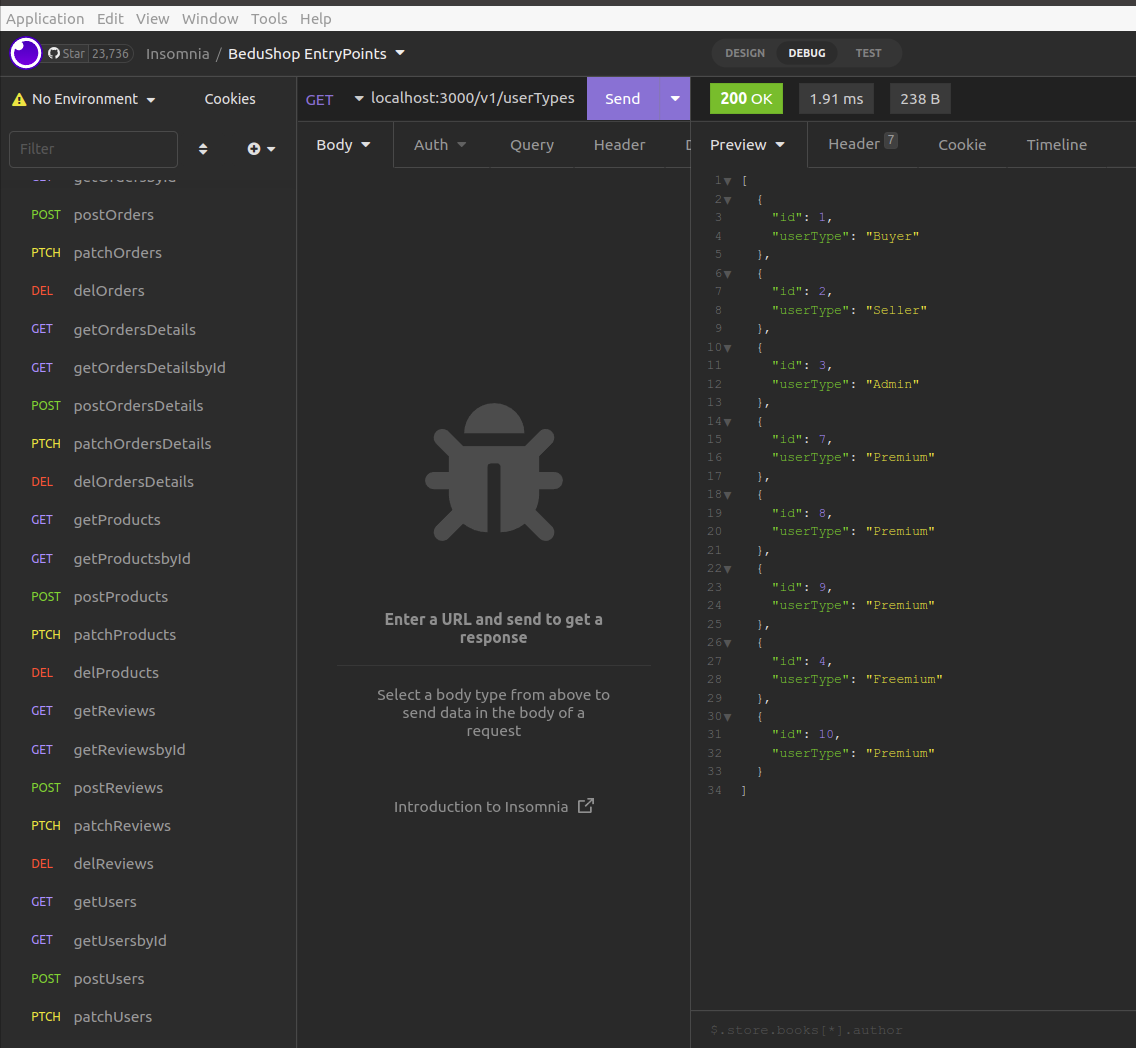 Application Edit View Window Tools Help
Star 23,736 Insomnia / BeduShop EntryPoints DESIGN DEBUG TEST
No Environment Cookies
Filter
getOrdersbyId
POST postOrders
PTCH patchOrders
DEL delOrders
GET getOrdersDetails
GET getOrdersDetailsbyId
POST postOrdersDetails
PTCH patchOrdersDetails
DEL delOrdersDetails
GET getProducts
GET getProductsbyId
POST postProducts
PTCH patchProducts
DEL delProducts
GET getReviews
GET getReviewsbyId
POST postReviews
PTCH patchReviews
DEL delReviews
GET getUsers
GET getUsersbyId
POST postUsers
PTCH patchUsers
GET localhost:3000/v1/userTypes Send
Body Auth Query Header
Enter a URL and send to get a
response
Select a body type from above to
send data in the body of a
request
Introduction to Insomnia
200 OK 1.91 ms 238 B
Preview Header 7 Cookie Timeline
1 [
2 {
3 "id": 1,
4 "userType": "Buyer"
5 },
6 {
7 "id": 2,
8 "userType": "Seller"
9 },
10 {
11 "id": 3,
12 "userType": "Admin"
13 },
14 {
15 "id": 7,
16 "userType": "Premium"
17 },
18 {
19 "id": 8,
20 "userType": "Premium"
21 },
22 {
23 "id": 9,
24 "userType": "Premium"
25 },
26 {
27 "id": 4,
28 "userType": "Freemium"
29 },
30 {
31 "id": 10,
32 "userType": "Premium"
33 }
34 ]
$.store.books[*].author